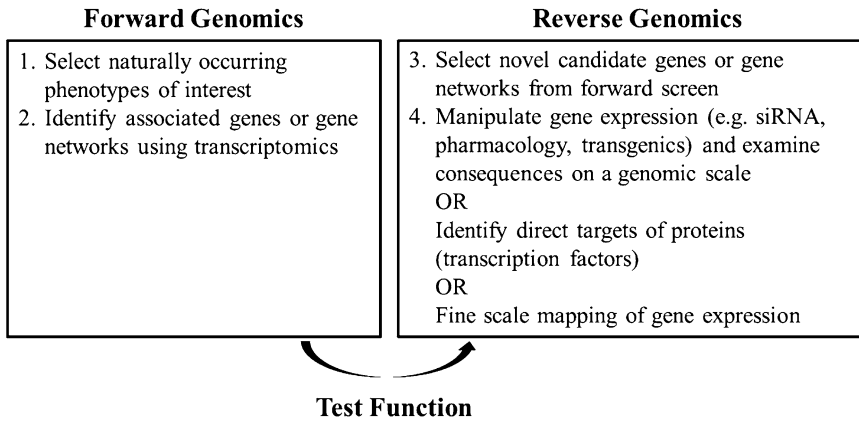 Forward Genomics
1. Select naturally occurring
phenotypes of interest
2. Identify associated genes or gene
networks using transcriptomics
Reverse Genomics
3. Select novel candidate genes or gene
networks from forward screen
4. Manipulate gene expression (e.g. siRNA,
pharmacology, transgenics) and examine
consequences on a genomic scale
OR
Identify direct targets of proteins
(transcription factors)
OR
Fine scale mapping of gene expression
Test Function